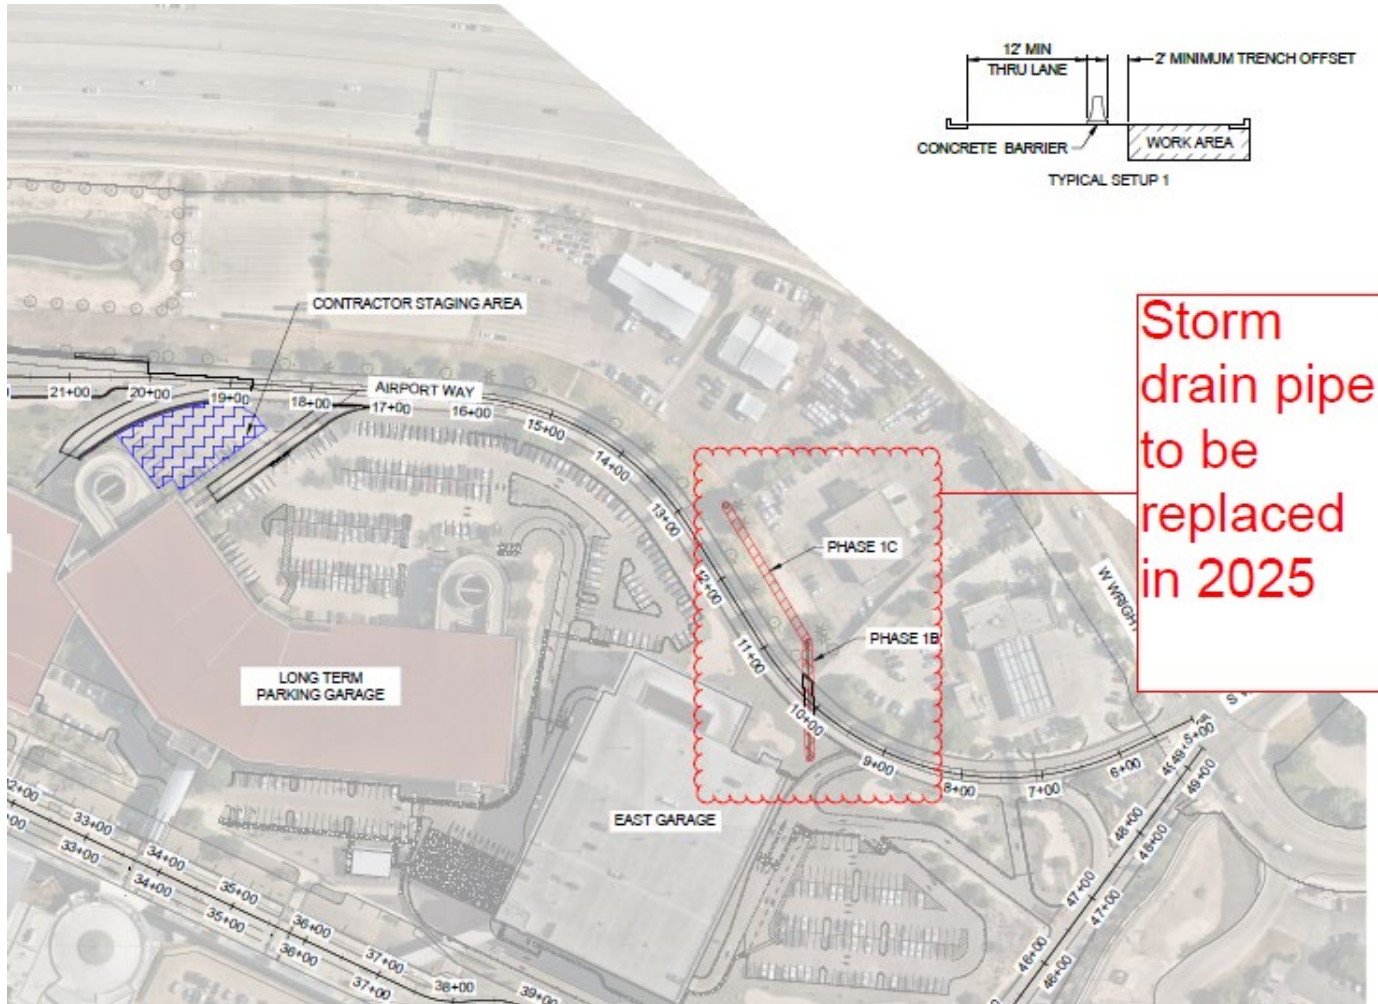 12' MIN
THRU LANE
2' MINIMUM TRENCH OFFSET
CONCRETE BARRIER
WORK AREA
TYPICAL SETUP 1
CONTRACTOR STAGING AREA
Storm
drain pipe
to be
replaced
in 2025
AIRPORT WAY
21+00
20+00
19+00
18+00
17+00
16+00
15+00
14+00
13+00
12+00
11+00
10+00
9+00
8+00
7+00
6+00
5+00
PHASE 1C
PHASE 1B
W WRIGHT
LONG TERM
PARKING GARAGE
EAST GARAGE
33+00
33+00
34+00
34+00
35+00
35+00
36+00
36+00
37+00
37+00
38+00
39+00
49+00
48+00
48+00
47+00
47+00
46+00
46+00